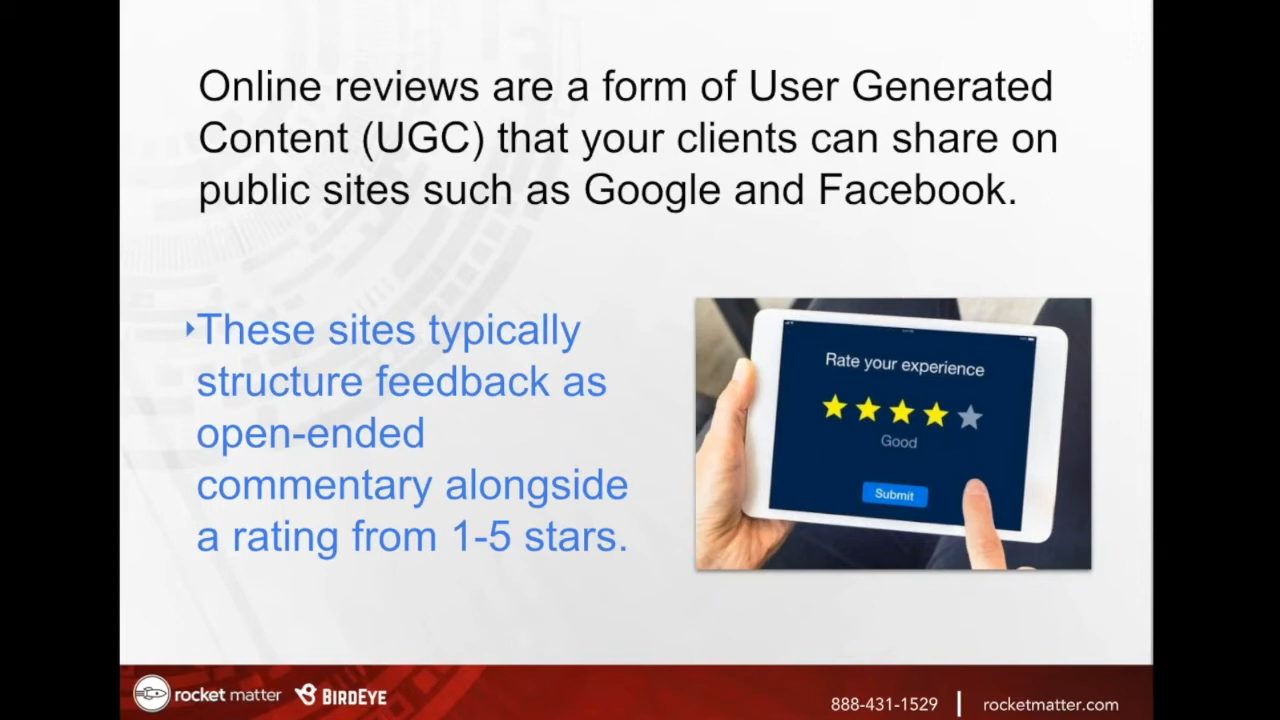 Online reviews are a form of User Generated
Content (UGC) that your clients can share on
public sites such as Google and Facebook.
‣These sites typically
structure feedback as
open-ended
commentary alongside
a rating from 1-5 stars.
Rate your experience
Good
Submit
rocket matter BIRDEYE
888-431-1529 | rocketmatter.com